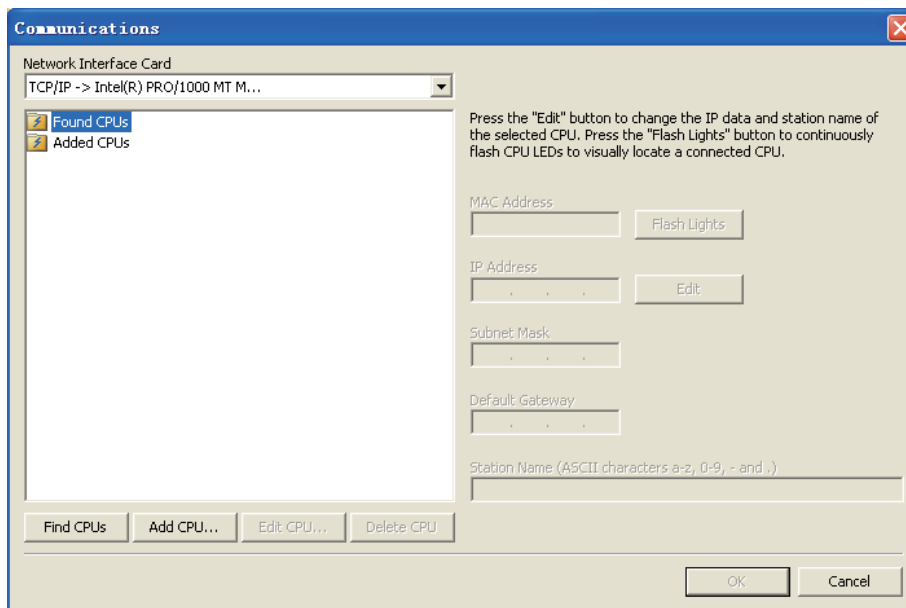 Communications
Network Interface Card
TCP/IP -> Intel(R) PRO/1000 MT M...
Found CPUs
Added CPUs
Press the "Edit" button to change the IP data and station name of
the selected CPU. Press the "Flash Lights" button to continuously
flash CPU LEDs to visually locate a connected CPU.
MAC Address
Flash Lights
IP Address
. . .
Edit
Subnet Mask
. . .
Default Gateway
. . .
Station Name (ASCII characters a-z, 0-9, - and .)
Find CPUs
Add CPU...
Edit CPU...
Delete CPU
OK
Cancel